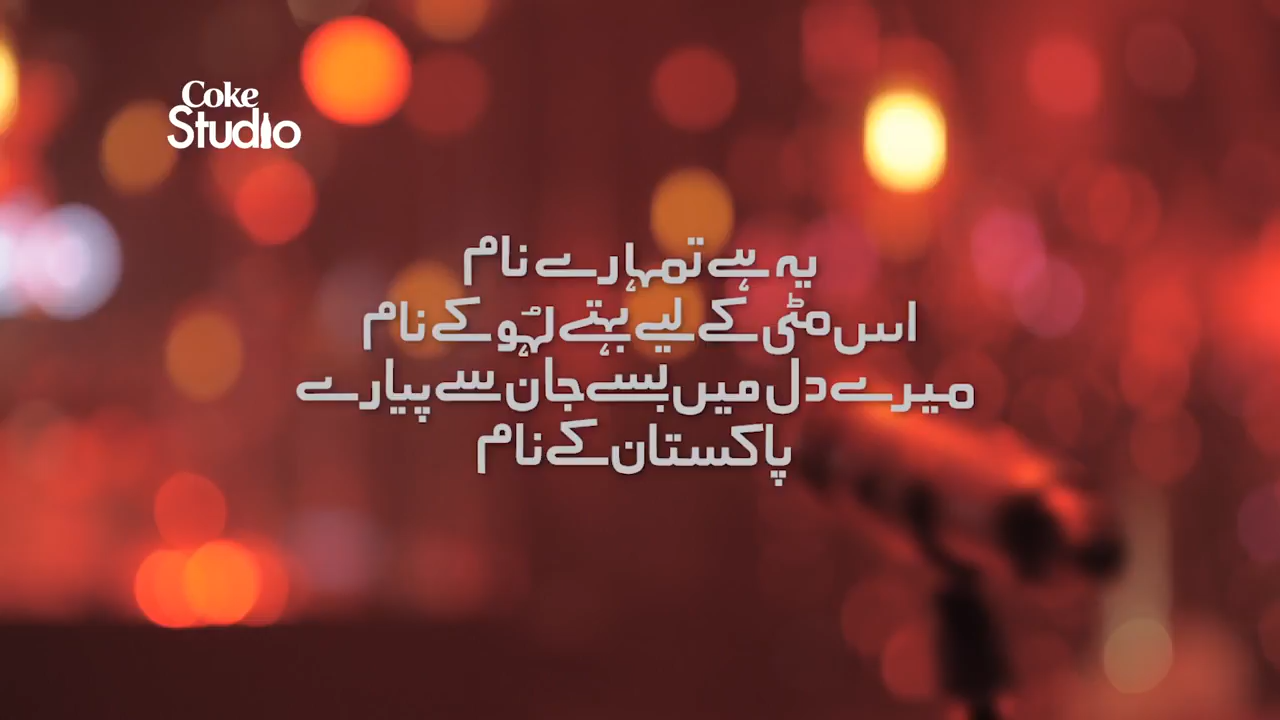 Coke
Studio
یہ ہے تمہارے نام
اس مٹی کے لیے بہتے لہُو کے نام
میرے دل میں بسے جان سے پیارے
پاکستان کے نام